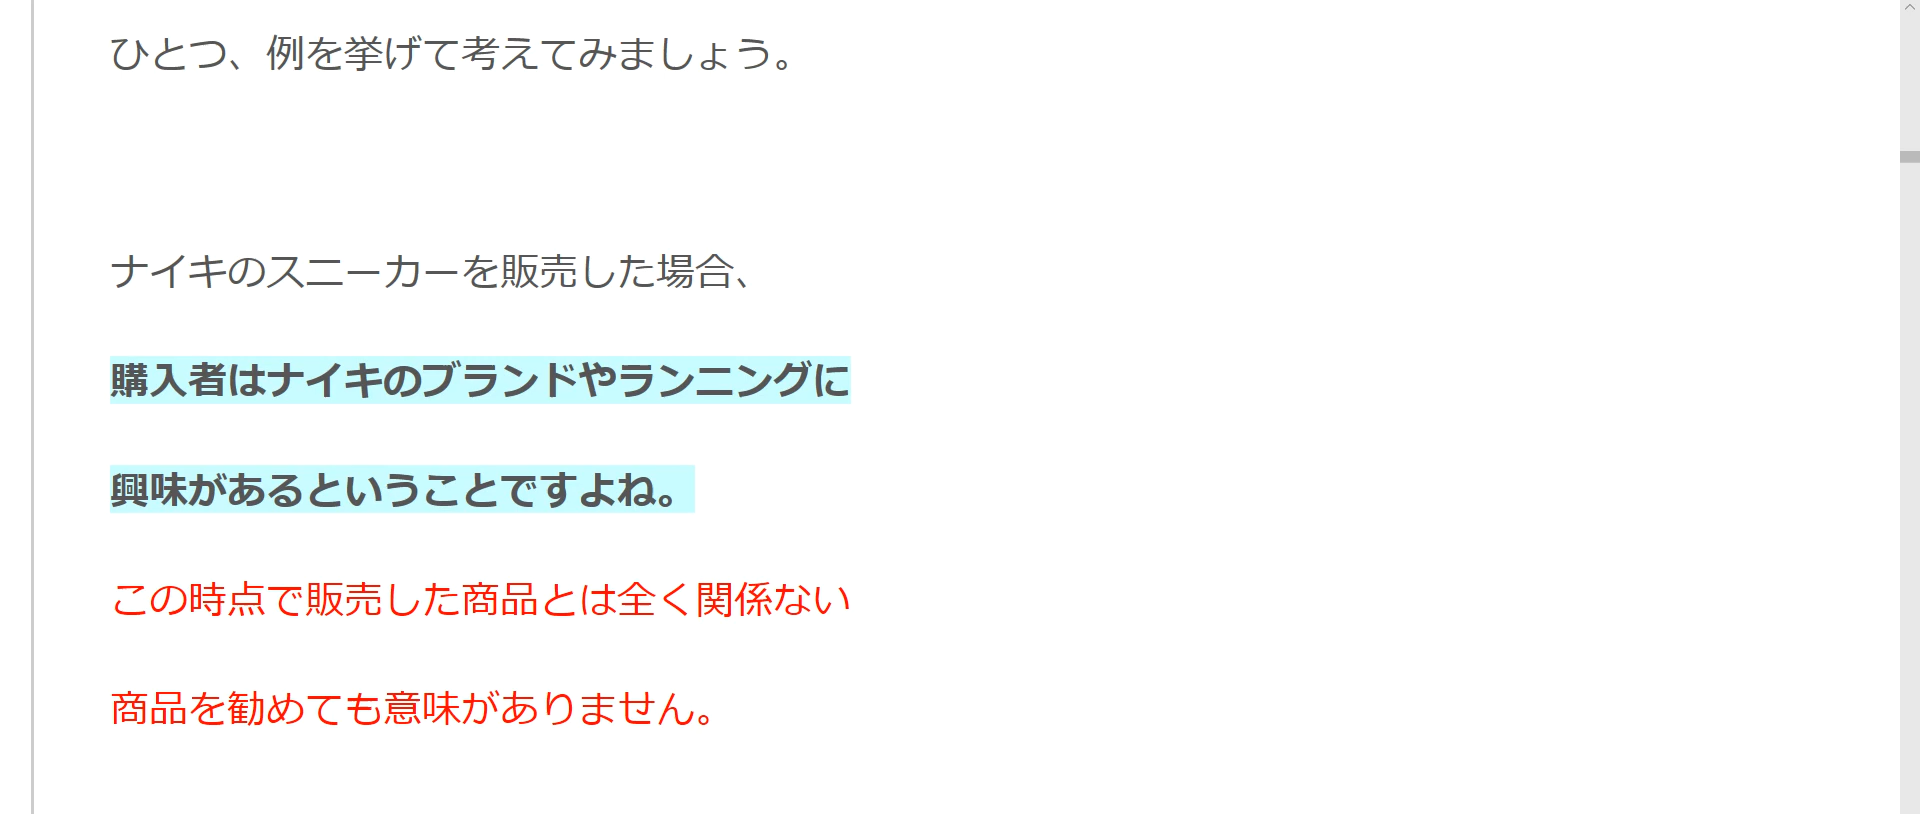 ひとつ、例を挙げて考えてみましょう。
ナイキのスニーカーを販売した場合、
購入者はナイキのブランドやランニングに
興味があるということですよね。
この時点で販売した商品とは全く関係ない
商品を勧めても意味がありません。